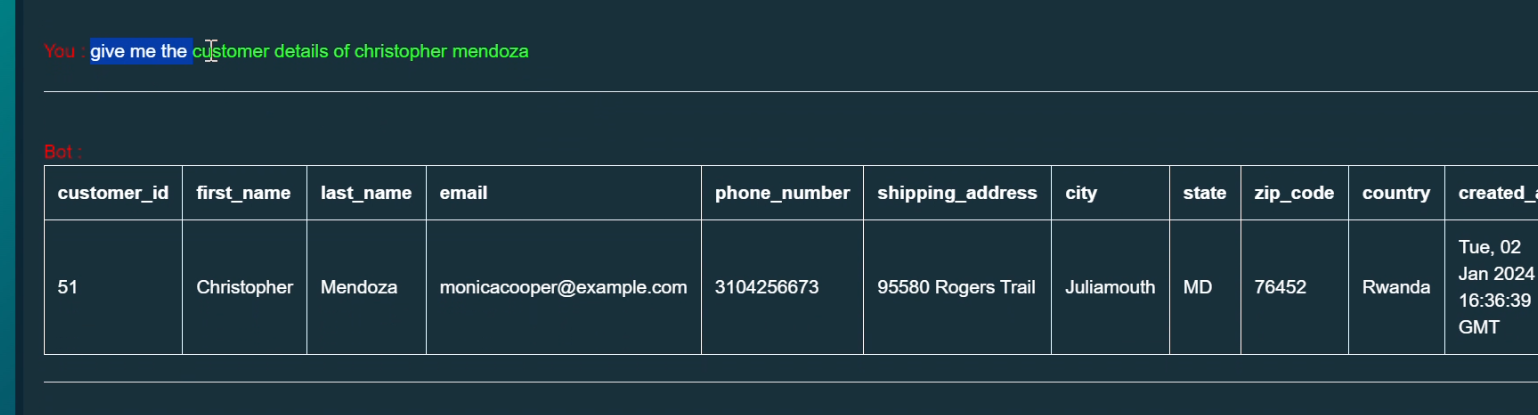 You : give me the customer details of christopher mendoza
Bot :
customer_id first_name last_name email phone_number shipping_address city state zip_code country
51 Christopher Mendoza monicacooper@example.com 3104256673 95580 Rogers Trail Juliamouth MD 76452 Rwanda Tue, 02
Jan 2024
16:36:39
GMT